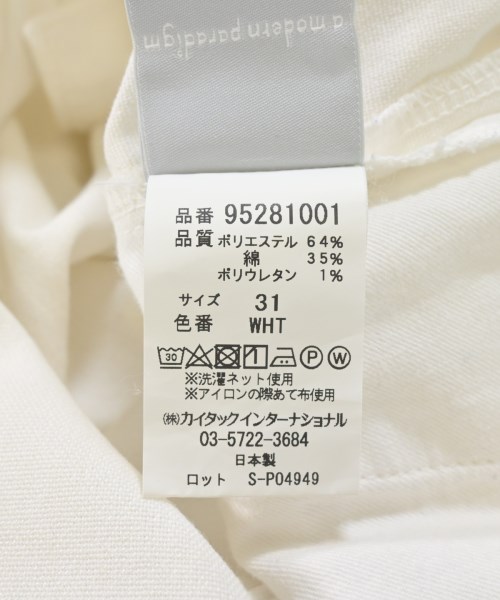 a modern paradigm
品番 95281001
品質 ポリエステル 64%
綿 35%
ポリウレタン 1%
サイズ 31
色番 WHT
30 P W
※洗濯ネット使用
※アイロンの際あて布使用
㈱カイタックインターナショナル
03-5722-3684
日本製
ロット S-P04949